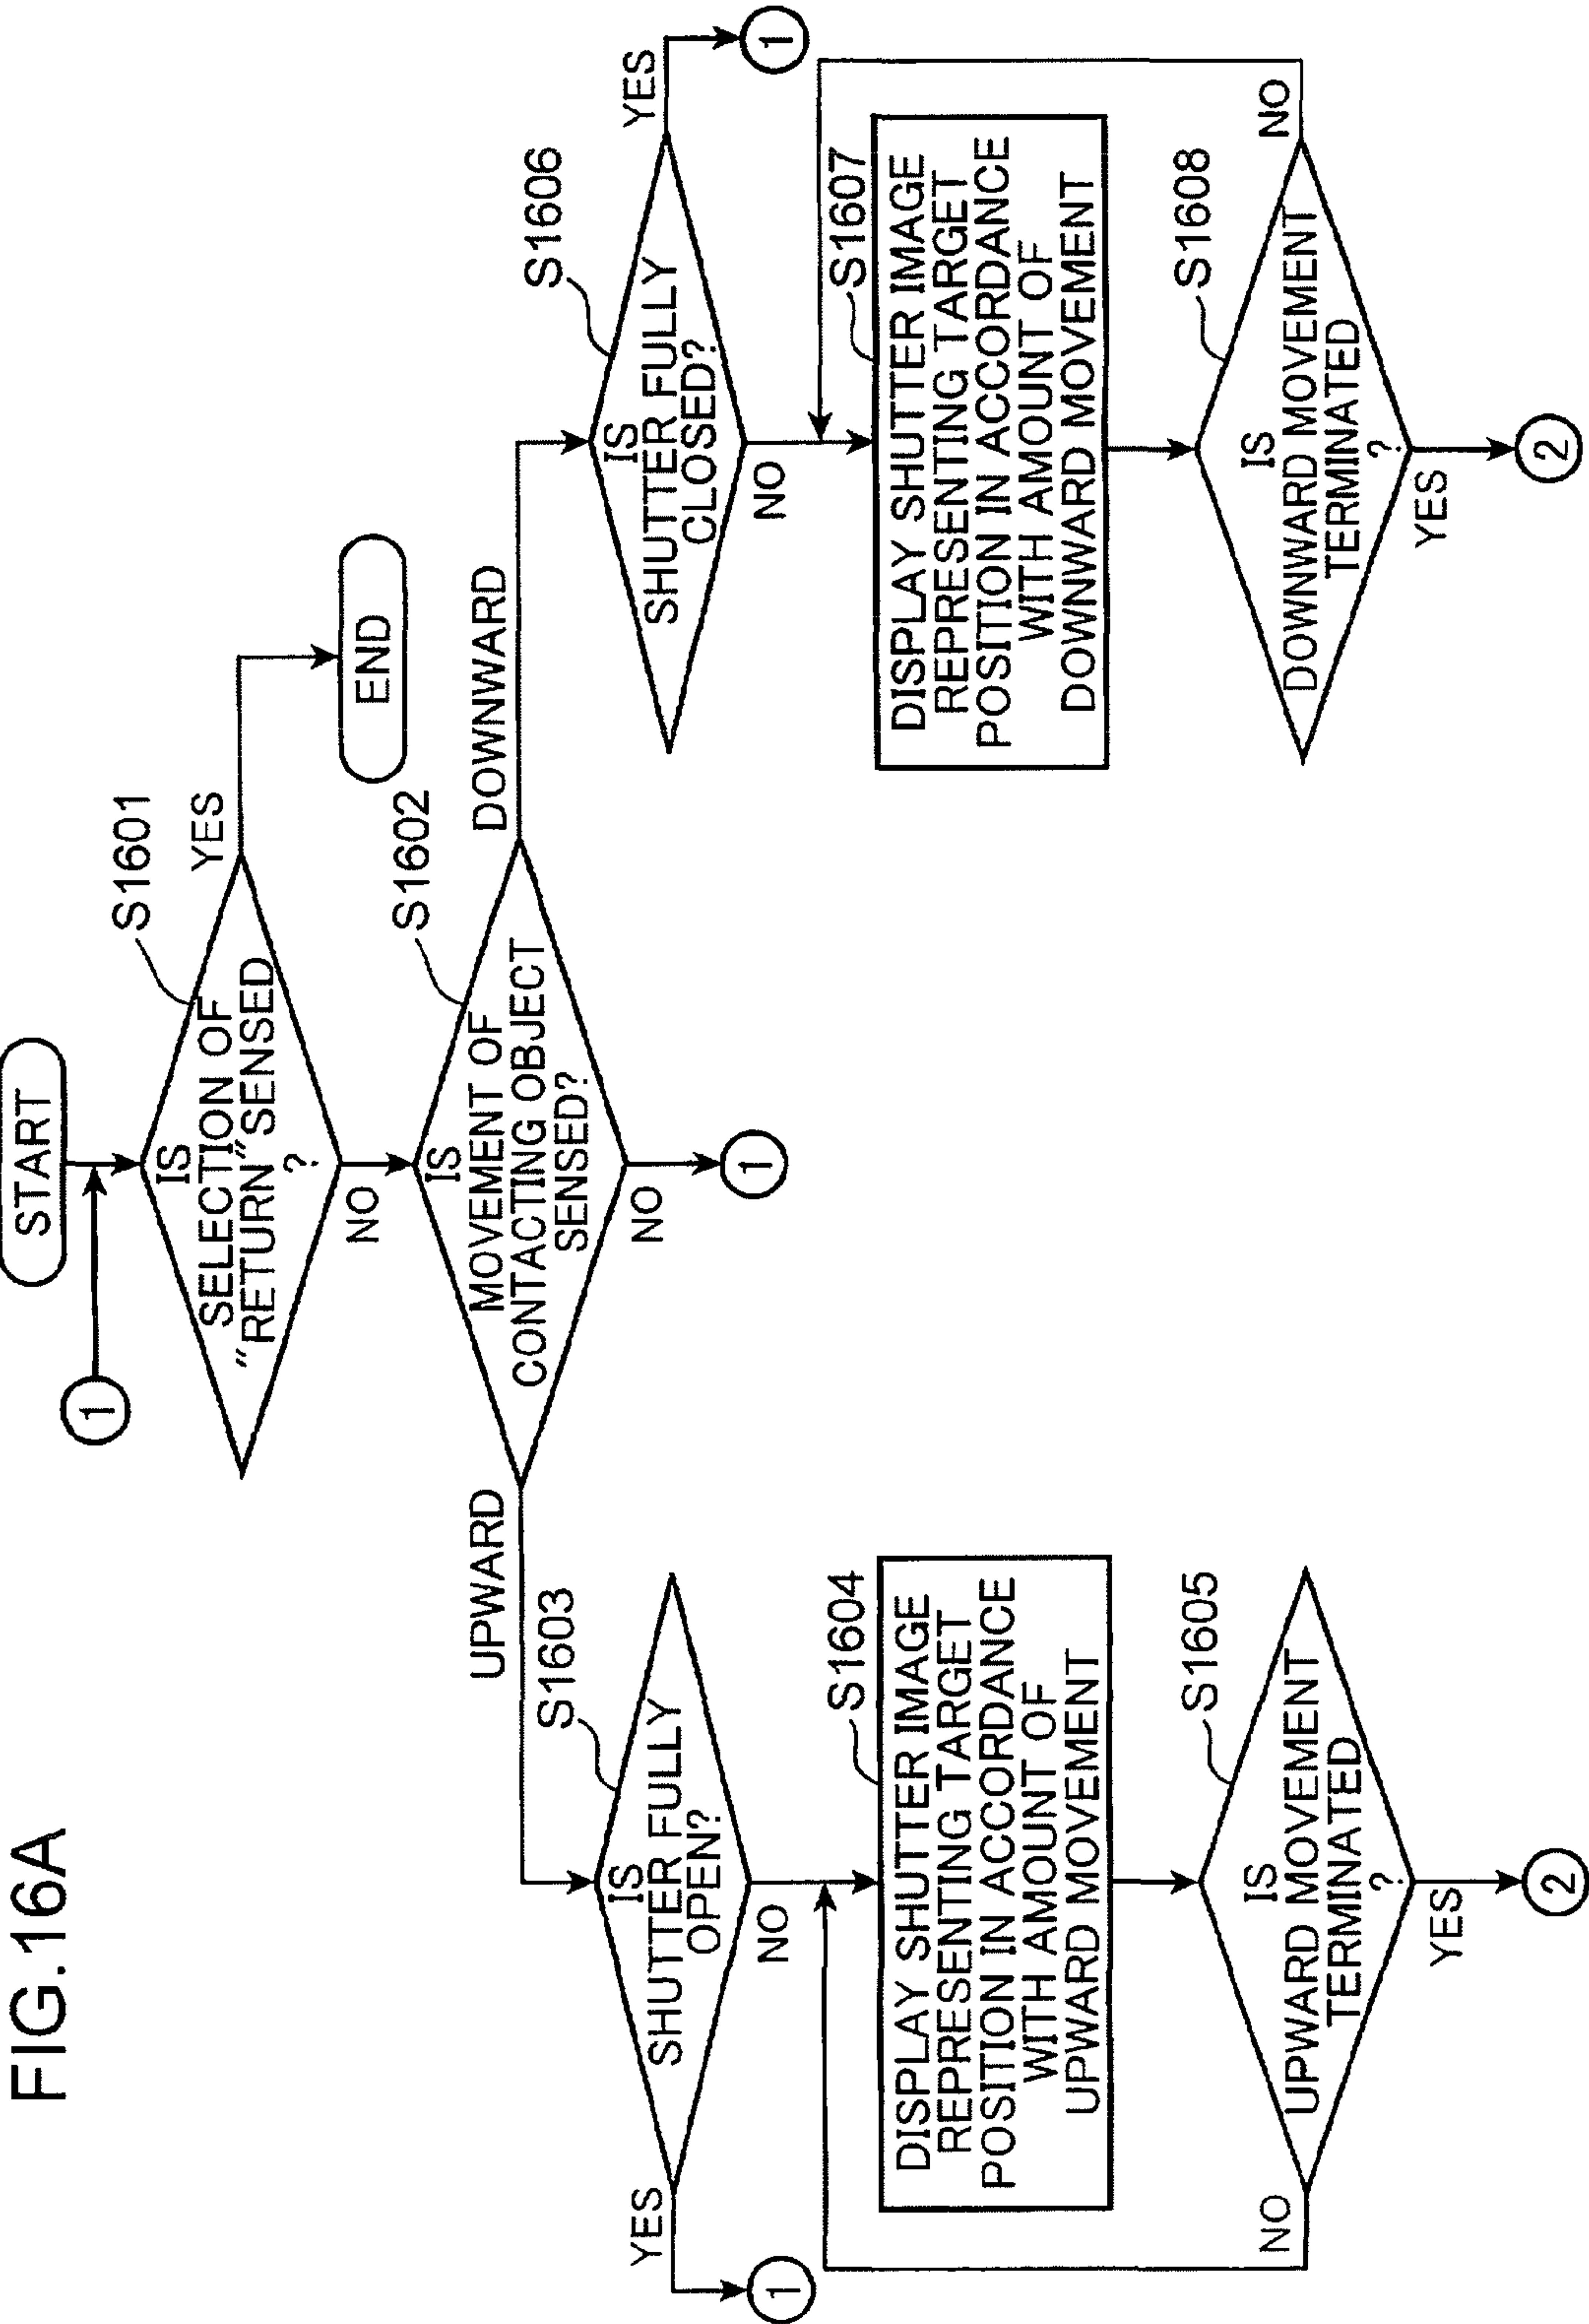 FIG.16A
START
1
IS
SELECTION OF
"RETURN"SENSED
?
S1601
YES
END
NO
IS
MOVEMENT OF
CONTACTING OBJECT
SENSED?
S1602
UPWARD
DOWNWARD
NO
1
IS
SHUTTER FULLY
OPEN?
S1603
YES
1
NO
DISPLAY SHUTTER IMAGE
REPRESENTING TARGET
POSITION IN ACCORDANCE
WITH AMOUNT OF
UPWARD MOVEMENT
S1604
IS
UPWARD MOVEMENT
TERMINATED
?
S1605
NO
YES
2
IS
SHUTTER FULLY
CLOSED?
S1606
YES
1
NO
DISPLAY SHUTTER IMAGE
REPRESENTING TARGET
POSITION IN ACCORDANCE
WITH AMOUNT OF
DOWNWARD MOVEMENT
S1607
IS
DOWNWARD MOVEMENT
TERMINATED
?
S1608
NO
YES
2